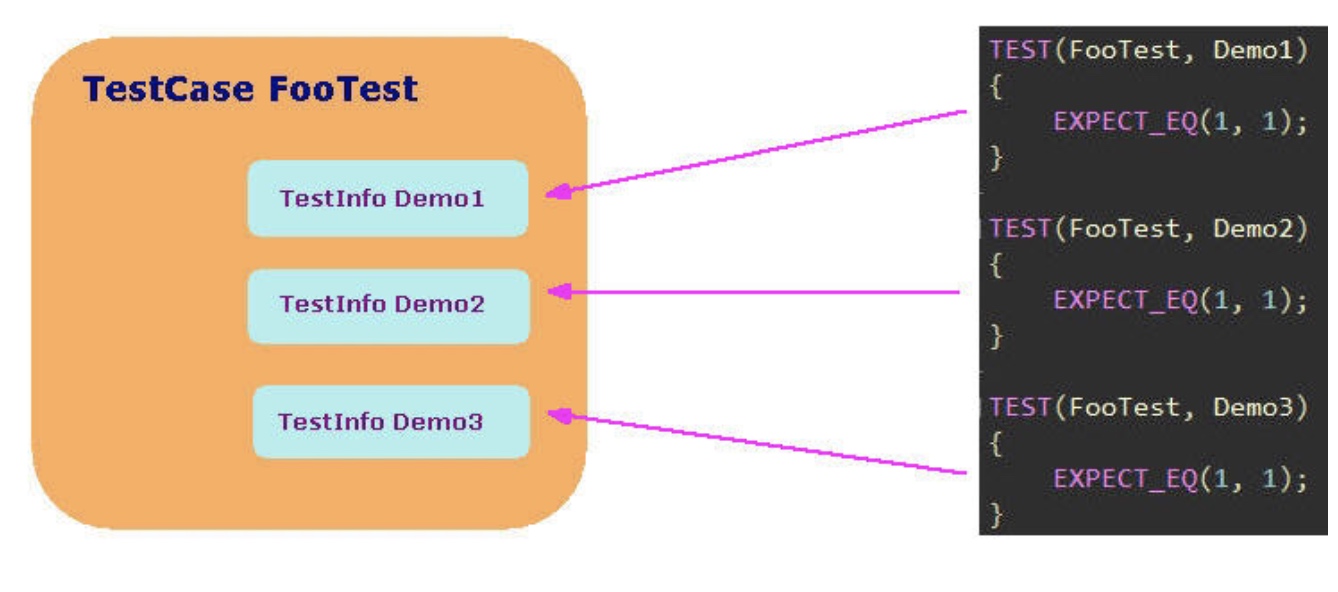 TestCase FooTest
TestInfo Demo1
TestInfo Demo2
TestInfo Demo3
TEST(FooTest, Demo1)
{
    EXPECT_EQ(1, 1);
}
TEST(FooTest, Demo2)
{
    EXPECT_EQ(1, 1);
}
TEST(FooTest, Demo3)
{
    EXPECT_EQ(1, 1);
}